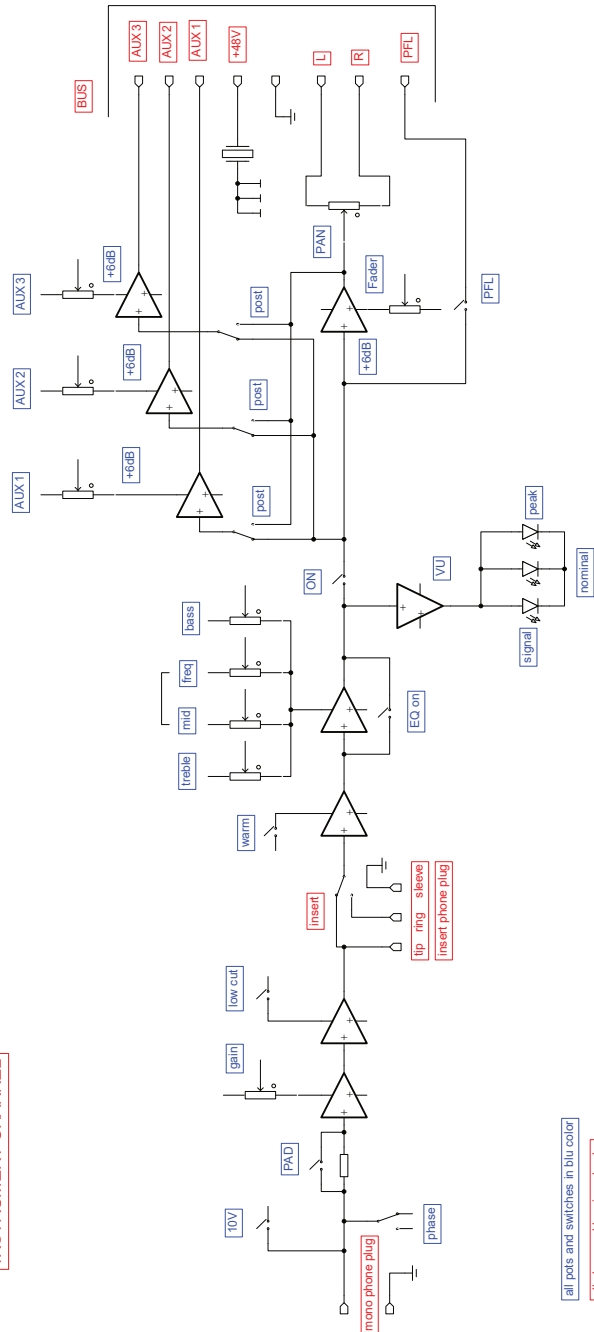 AUX 1
AUX 2
AUX 3
BUS
+6dB
+6dB
+6dB
AUX 3
AUX 2
AUX 1
treble
mid
freq
bass
10V
gain
low cut
warm
+48V
post
post
post
PAD
insert
ON
PAN
L
R
mono phone plug
+6dB
Fader
PFL
phase
tip ring sleeve
insert phone plug
EQ on
VU
PFL
signal
peak
nominal
all pots and switches in blu color